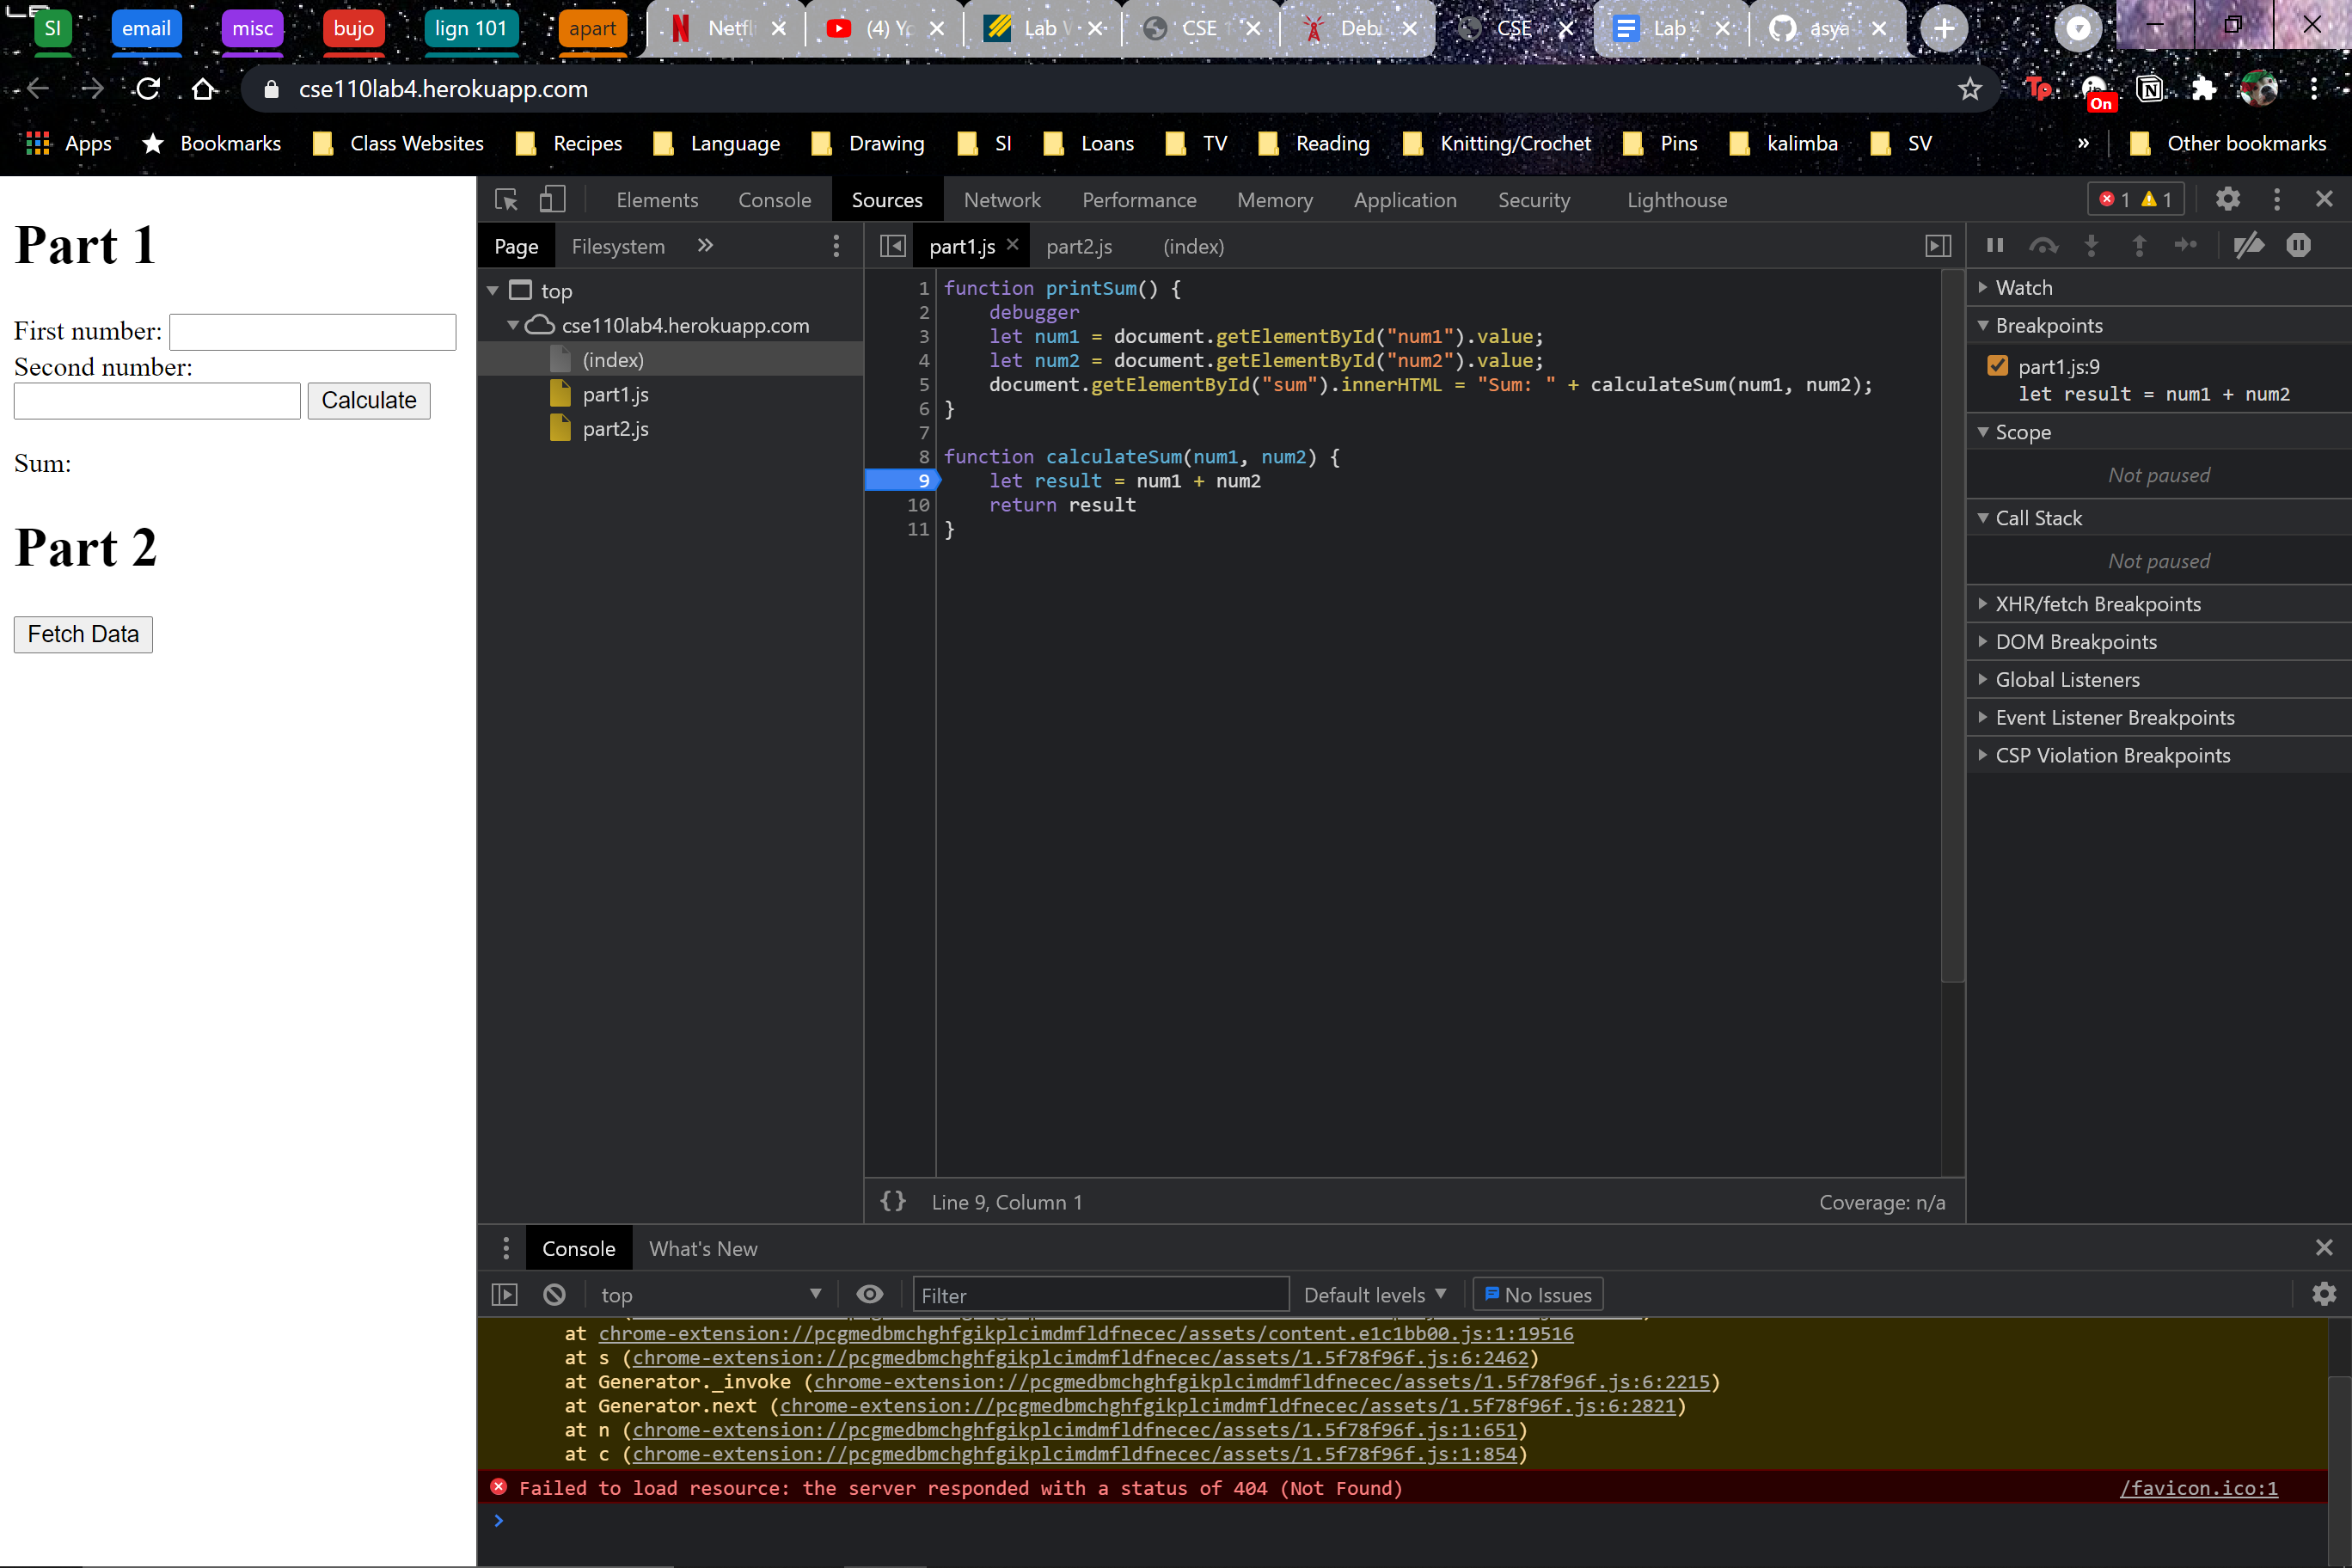 SI email misc bujo lign 101 apart Netfl (4) Yo Lab CSE Deb CSE Lab asya
cse110lab4.herokuapp.com
Tp On
Apps Bookmarks Class Websites Recipes Language Drawing SI Loans TV Reading Knitting/Crochet Pins kalimba SV » Other bookmarks
Part 1
First number:
Second number:
Calculate
Sum:
Part 2
Fetch Data
Elements Console Sources Network Performance Memory Application Security Lighthouse 1 1
Page Filesystem »
top
cse110lab4.herokuapp.com
(index)
part1.js
part2.js
part1.js part2.js (index)
1 function printSum() {
2 debugger
3 let num1 = document.getElementById("num1").value;
4 let num2 = document.getElementById("num2").value;
5 document.getElementById("sum").innerHTML = "Sum: " + calculateSum(num1, num2);
6 }
7
8 function calculateSum(num1, num2) {
9 let result = num1 + num2
10 return result
11 }
{} Line 9, Column 1 Coverage: n/a
Watch
Breakpoints
part1.js:9
let result = num1 + num2
Scope
Not paused
Call Stack
Not paused
XHR/fetch Breakpoints
DOM Breakpoints
Global Listeners
Event Listener Breakpoints
CSP Violation Breakpoints
Console What's New
top Filter Default levels No Issues
at chrome-extension://pcgmedbmchghfgikplcimdmfldfnecec/assets/content.e1c1bb00.js:1:19516
at s (chrome-extension://pcgmedbmchghfgikplcimdmfldfnecec/assets/1.5f78f96f.js:6:2462)
at Generator._invoke (chrome-extension://pcgmedbmchghfgikplcimdmfldfnecec/assets/1.5f78f96f.js:6:2215)
at Generator.next (chrome-extension://pcgmedbmchghfgikplcimdmfldfnecec/assets/1.5f78f96f.js:6:2821)
at n (chrome-extension://pcgmedbmchghfgikplcimdmfldfnecec/assets/1.5f78f96f.js:1:651)
at c (chrome-extension://pcgmedbmchghfgikplcimdmfldfnecec/assets/1.5f78f96f.js:1:854)
Failed to load resource: the server responded with a status of 404 (Not Found) /favicon.ico:1
>